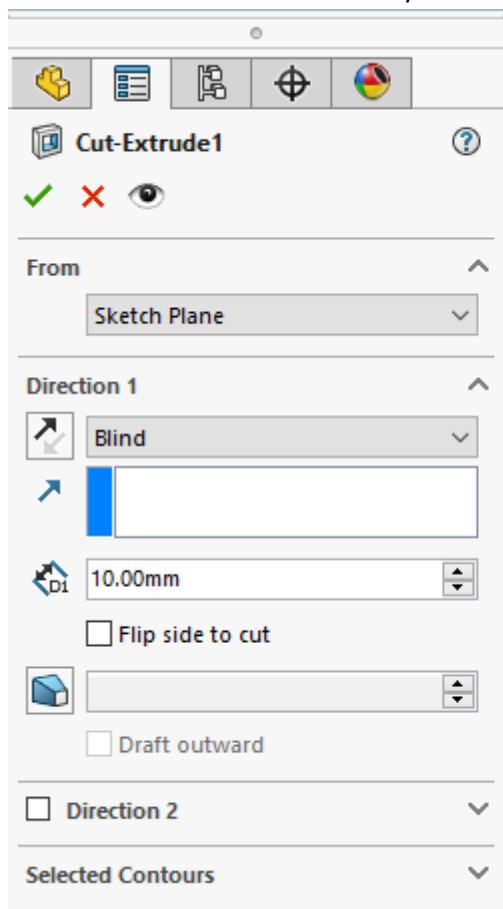 Cut-Extrude1
?
From
Sketch Plane
Direction 1
Blind
D1
10.00mm
Flip side to cut
Draft outward
Direction 2
Selected Contours